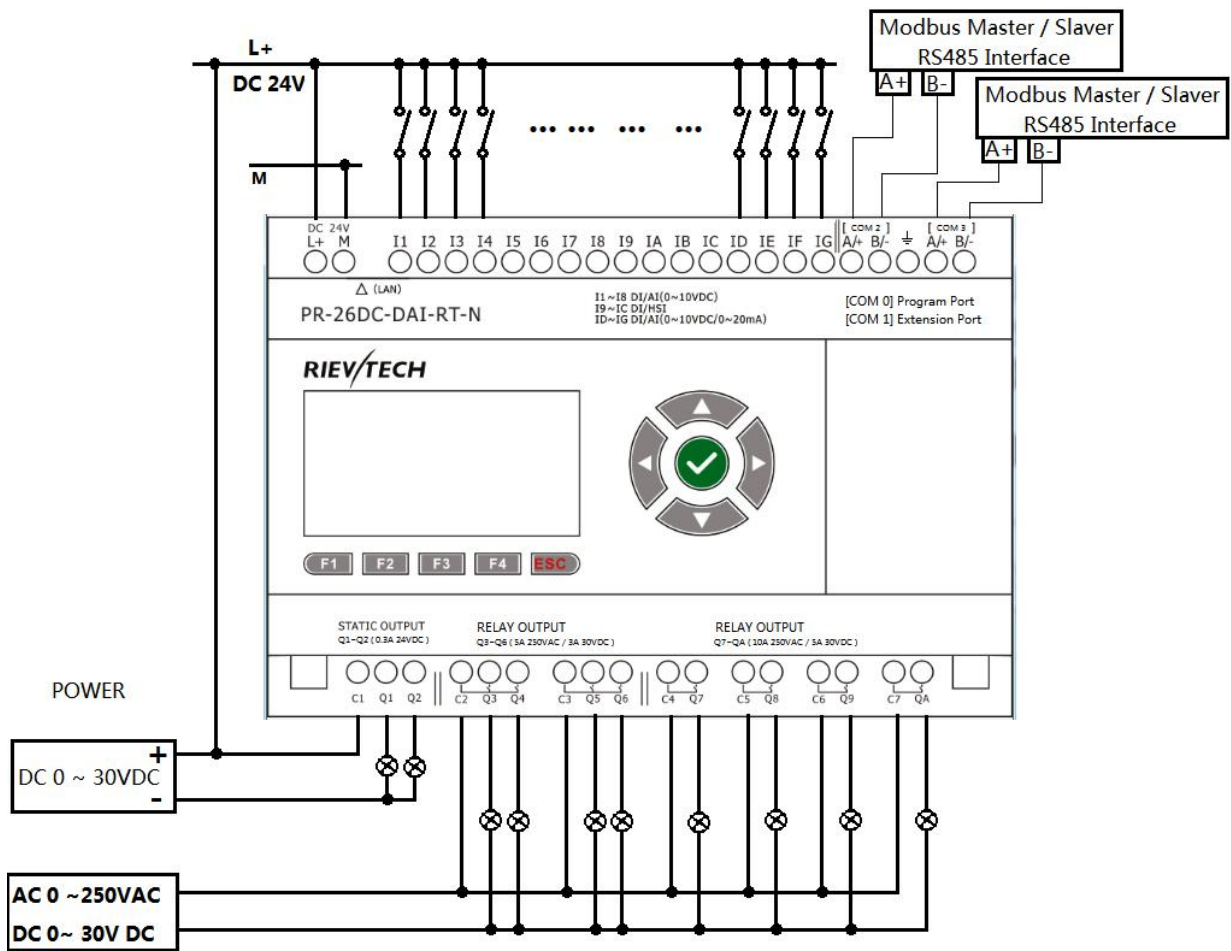 L+
DC 24V
M
Modbus Master / Slaver
RS485 Interface
A+ B-
Modbus Master / Slaver
RS485 Interface
A+ B-
... ... ... ...
DC 24V
L+ M I1 I2 I3 I4 I5 I6 I7 I8 I9 IA IB IC ID IE IF IG
[ COM 2 ] [ COM 3 ]
A/+ B/- A/+ B/-
(LAN)
PR-26DC-DAI-RT-N
I1~I8 DI/AI(0~10VDC)
I9~IC DI/HSI
ID~IG DI/AI(0~10VDC/0~20mA)
[COM 0] Program Port
[COM 1] Extension Port
RIEVTECH
F1 F2 F3 F4 ESC
STATIC OUTPUT
Q1~Q2 ( 0.3A 24VDC )
RELAY OUTPUT
Q3~Q6 ( 5A 250VAC / 3A 30VDC )
RELAY OUTPUT
Q7~QA ( 10A 250VAC / 5A 30VDC )
C1 Q1 Q2 C2 Q3 Q4 C3 Q5 Q6 C4 Q7 C5 Q8 C6 Q9 C7 QA
POWER
+
DC 0 ~ 30VDC
-
AC 0 ~250VAC
DC 0~ 30V DC